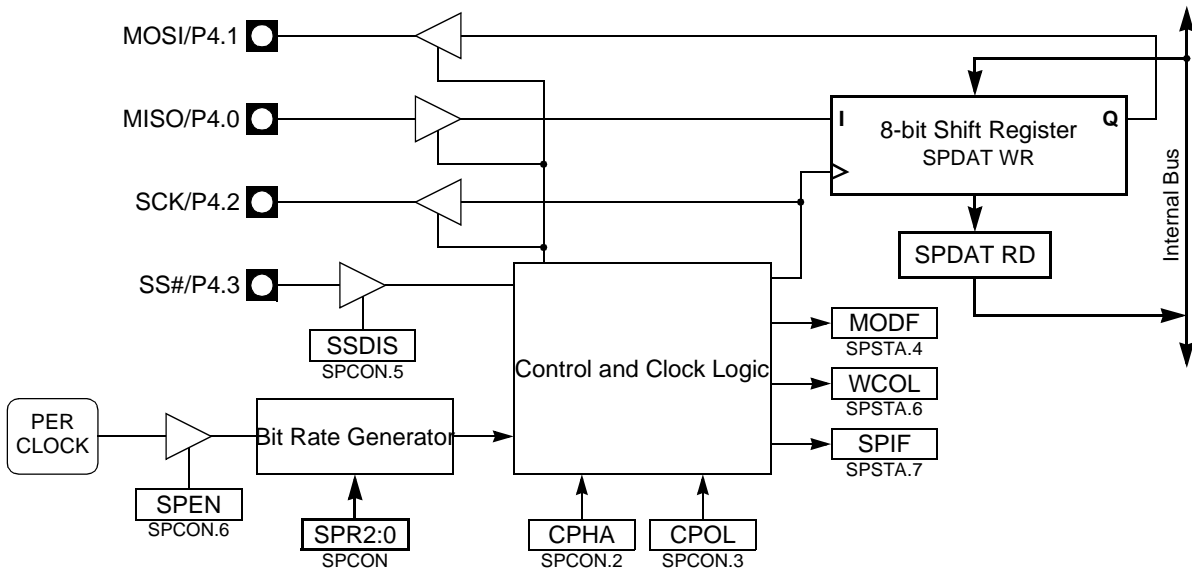 MOSI/P4.1
MISO/P4.0
I
8-bit Shift Register
Q
SPDAT WR
SCK/P4.2
Internal Bus
SPDAT RD
SS#/P4.3
SSDIS
SPCON.5
Control and Clock Logic
MODF
SPSTA.4
WCOL
SPSTA.6
SPIF
SPSTA.7
PER
CLOCK
Bit Rate Generator
SPEN
SPCON.6
SPR2:0
SPCON
CPHA
SPCON.2
CPOL
SPCON.3